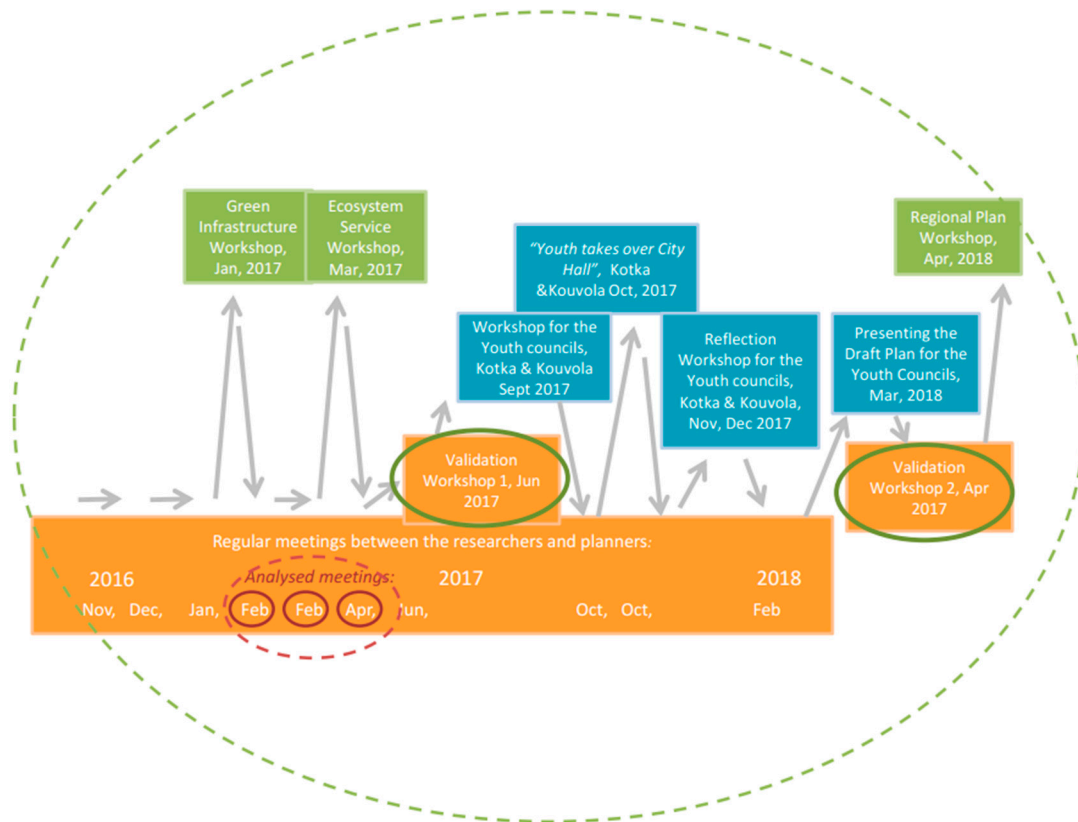 Green
Infrastructure
Workshop,
Jan, 2017
Ecosystem
Service
Workshop,
Mar, 2017
"Youth takes over City
Hall", Kotka
&Kouvola Oct, 2017
Workshop for the
Youth councils,
Kotka & Kouvola
Sept 2017
Reflection
Workshop for the
Youth councils,
Kotka & Kouvola,
Nov, Dec 2017
Presenting the
Draft Plan for the
Youth Councils,
Mar, 2018
Regional Plan
Workshop,
Apr, 2018
Validation
Workshop 1, Jun
2017
Validation
Workshop 2, Apr
2017
Regular meetings between the researchers and planners:
2016 2017 2018
Analysed meetings:
Nov, Dec, Jan, Feb Feb Apr, Jun, Oct, Oct, Feb